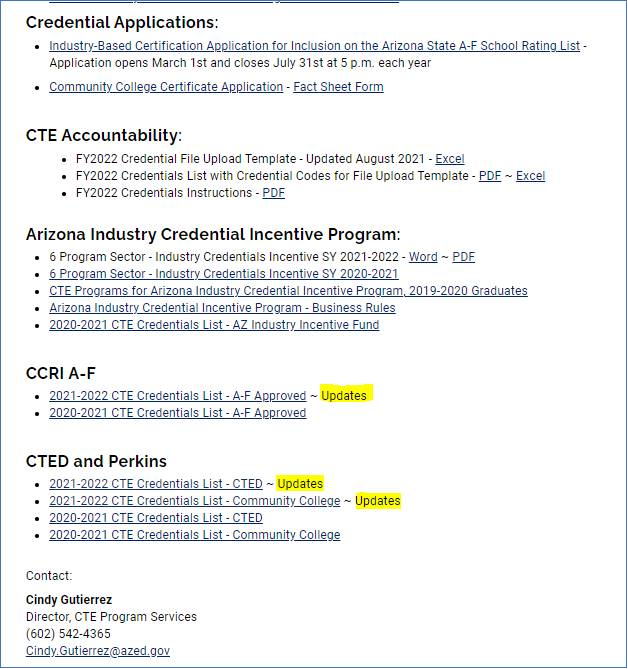 Credential Applications:
Industry-Based Certification Application for Inclusion on the Arizona State A-F School Rating List -
Application opens March 1st and closes July 31st at 5 p.m. each year
Community College Certificate Application - Fact Sheet Form
CTE Accountability:
FY2022 Credential File Upload Template - Updated August 2021 - Excel
FY2022 Credentials List with Credential Codes for File Upload Template - PDF ~ Excel
FY2022 Credentials Instructions - PDF
Arizona Industry Credential Incentive Program:
6 Program Sector - Industry Credentials Incentive SY 2021-2022 - Word ~ PDF
6 Program Sector - Industry Credentials Incentive SY 2020-2021
CTE Programs for Arizona Industry Credential Incentive Program, 2019-2020 Graduates
Arizona Industry Credential Incentive Program - Business Rules
2020-2021 CTE Credentials List - AZ Industry Incentive Fund
CCRI A-F
2021-2022 CTE Credentials List - A-F Approved ~ Updates
2020-2021 CTE Credentials List - A-F Approved
CTED and Perkins
2021-2022 CTE Credentials List - CTED ~ Updates
2021-2022 CTE Credentials List - Community College ~ Updates
2020-2021 CTE Credentials List - CTED
2020-2021 CTE Credentials List - Community College
Contact:
Cindy Gutierrez
Director, CTE Program Services
(602) 542-4365
Cindy.Gutierrez@azed.gov